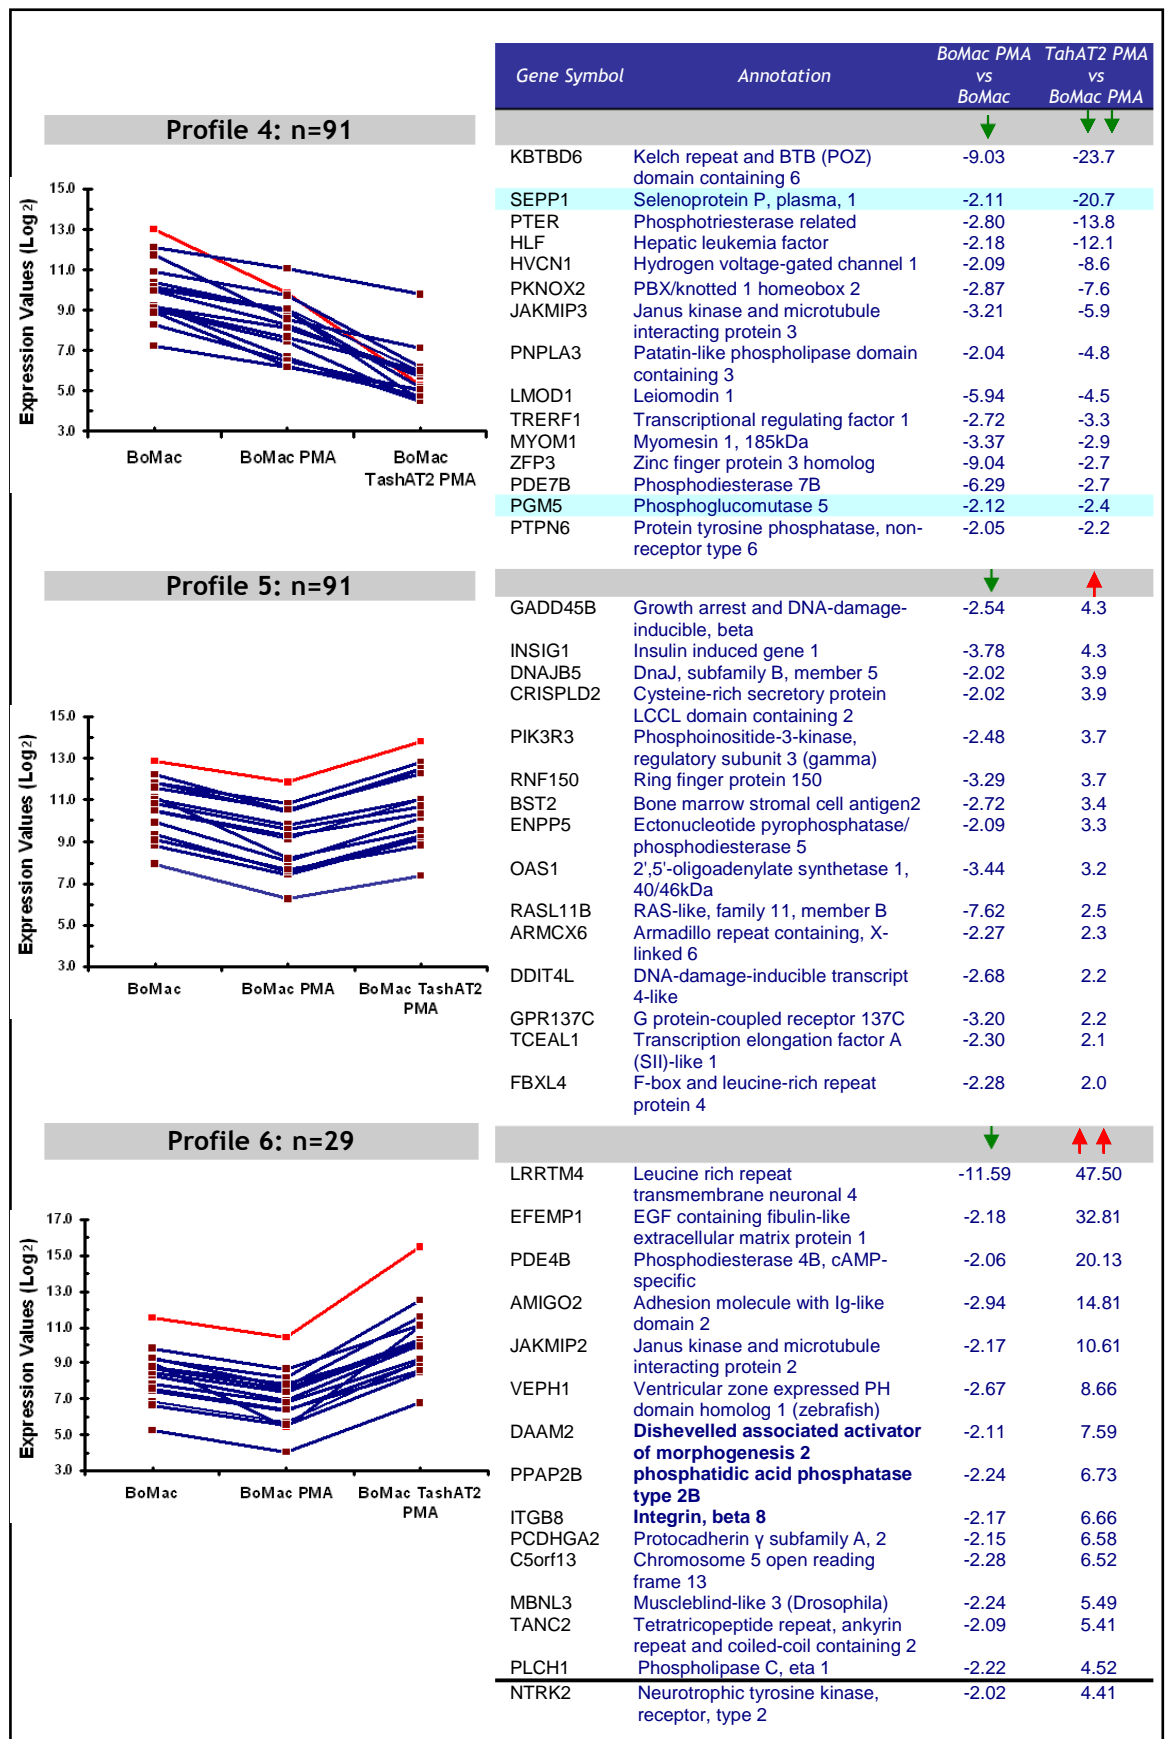 Gene Symbol Annotation BoMac PMA vs BoMac TahAT2 PMA vs BoMac PMA
Profile 4: n=91
Expression Values (Log2)
15.0
13.0
11.0
9.0
7.0
5.0
3.0
BoMac BoMac PMA BoMac
TashAT2 PMA
KBTBD6 Kelch repeat and BTB (POZ) -9.03 -23.7
domain containing 6
SEPP1 Selenoprotein P, plasma, 1 -2.11 -20.7
PTER Phosphotriesterase related -2.80 -13.8
HLF Hepatic leukemia factor -2.18 -12.1
HVCN1 Hydrogen voltage-gated channel 1 -2.09 -8.6
PKNOX2 PBX/knotted 1 homeobox 2 -2.87 -7.6
JAKMIP3 Janus kinase and microtubule -3.21 -5.9
interacting protein 3
PNPLA3 Patatin-like phospholipase domain -2.04 -4.8
containing 3
LMOD1 Leiomodin 1 -5.94 -4.5
TRERF1 Transcriptional regulating factor 1 -2.72 -3.3
MYOM1 Myomesin 1, 185kDa -3.37 -2.9
ZFP3 Zinc finger protein 3 homolog -9.04 -2.7
PDE7B Phosphodiesterase 7B -6.29 -2.7
PGM5 Phosphoglucomutase 5 -2.12 -2.4
PTPN6 Protein tyrosine phosphatase, non- -2.05 -2.2
receptor type 6
Profile 5: n=91
Expression Values (Log2)
15.0
13.0
11.0
9.0
7.0
5.0
3.0
BoMac BoMac PMA BoMac TashAT2
PMA
GADD45B Growth arrest and DNA-damage- -2.54 4.3
inducible, beta
INSIG1 Insulin induced gene 1 -3.78 4.3
DNAJB5 DnaJ, subfamily B, member 5 -2.02 3.9
CRISPLD2 Cysteine-rich secretory protein -2.02 3.9
LCCL domain containing 2
PIK3R3 Phosphoinositide-3-kinase, -2.48 3.7
regulatory subunit 3 (gamma)
RNF150 Ring finger protein 150 -3.29 3.7
BST2 Bone marrow stromal cell antigen2 -2.72 3.4
ENPP5 Ectonucleotide pyrophosphatase/ -2.09 3.3
phosphodiesterase 5
OAS1 2',5'-oligoadenylate synthetase 1, -3.44 3.2
40/46kDa
RASL11B RAS-like, family 11, member B -7.62 2.5
ARMCX6 Armadillo repeat containing, X- -2.27 2.3
linked 6
DDIT4L DNA-damage-inducible transcript -2.68 2.2
4-like
GPR137C G protein-coupled receptor 137C -3.20 2.2
TCEAL1 Transcription elongation factor A -2.30 2.1
(SII)-like 1
FBXL4 F-box and leucine-rich repeat -2.28 2.0
protein 4
Profile 6: n=29
Expression Values (Log2)
17.0
15.0
13.0
11.0
9.0
7.0
5.0
3.0
BoMac BoMac PMA BoMac TashAT2
PMA
LRRTM4 Leucine rich repeat -11.59 47.50
transmembrane neuronal 4
EFEMP1 EGF containing fibulin-like -2.18 32.81
extracellular matrix protein 1
PDE4B Phosphodiesterase 4B, cAMP- -2.06 20.13
specific
AMIGO2 Adhesion molecule with Ig-like -2.94 14.81
domain 2
JAKMIP2 Janus kinase and microtubule -2.17 10.61
interacting protein 2
VEPH1 Ventricular zone expressed PH -2.67 8.66
domain homolog 1 (zebrafish)
DAAM2 Dishevelled associated activator -2.11 7.59
of morphogenesis 2
PPAP2B phosphatidic acid phosphatase -2.24 6.73
type 2B
ITGB8 Integrin, beta 8 -2.17 6.66
PCDHGA2 Protocadherin γ subfamily A, 2 -2.15 6.58
C5orf13 Chromosome 5 open reading -2.28 6.52
frame 13
MBNL3 Muscleblind-like 3 (Drosophila) -2.24 5.49
TANC2 Tetratricopeptide repeat, ankyrin -2.09 5.41
repeat and coiled-coil containing 2
PLCH1 Phospholipase C, eta 1 -2.22 4.52
NTRK2 Neurotrophic tyrosine kinase, -2.02 4.41
receptor, type 2